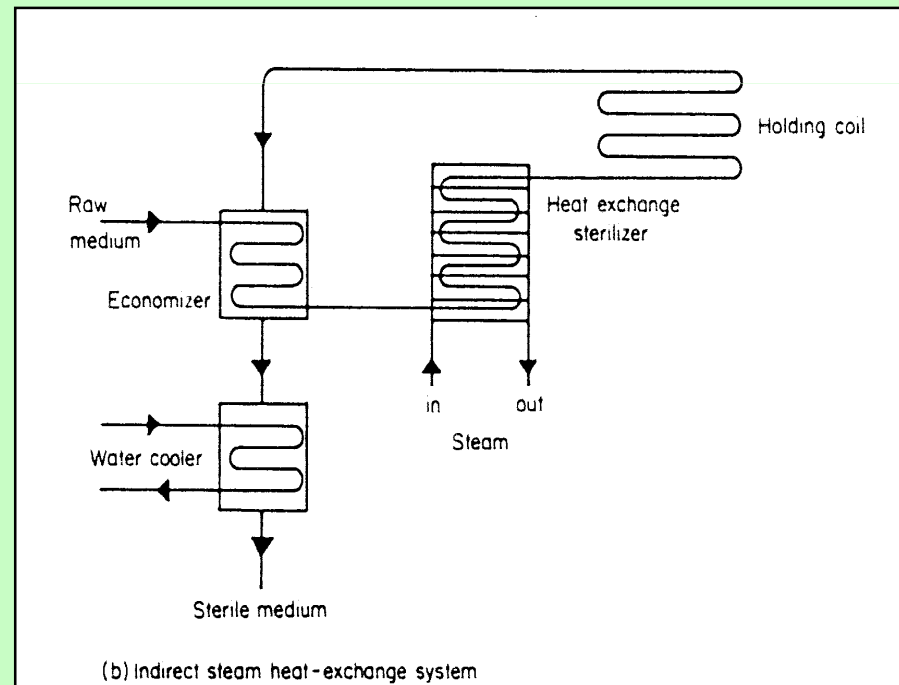 Holding coil
Raw
medium
Heat exchange
sterilizer
Economizer
in out
Steam
Water cooler
Sterile medium
(b) Indirect steam heat-exchange system